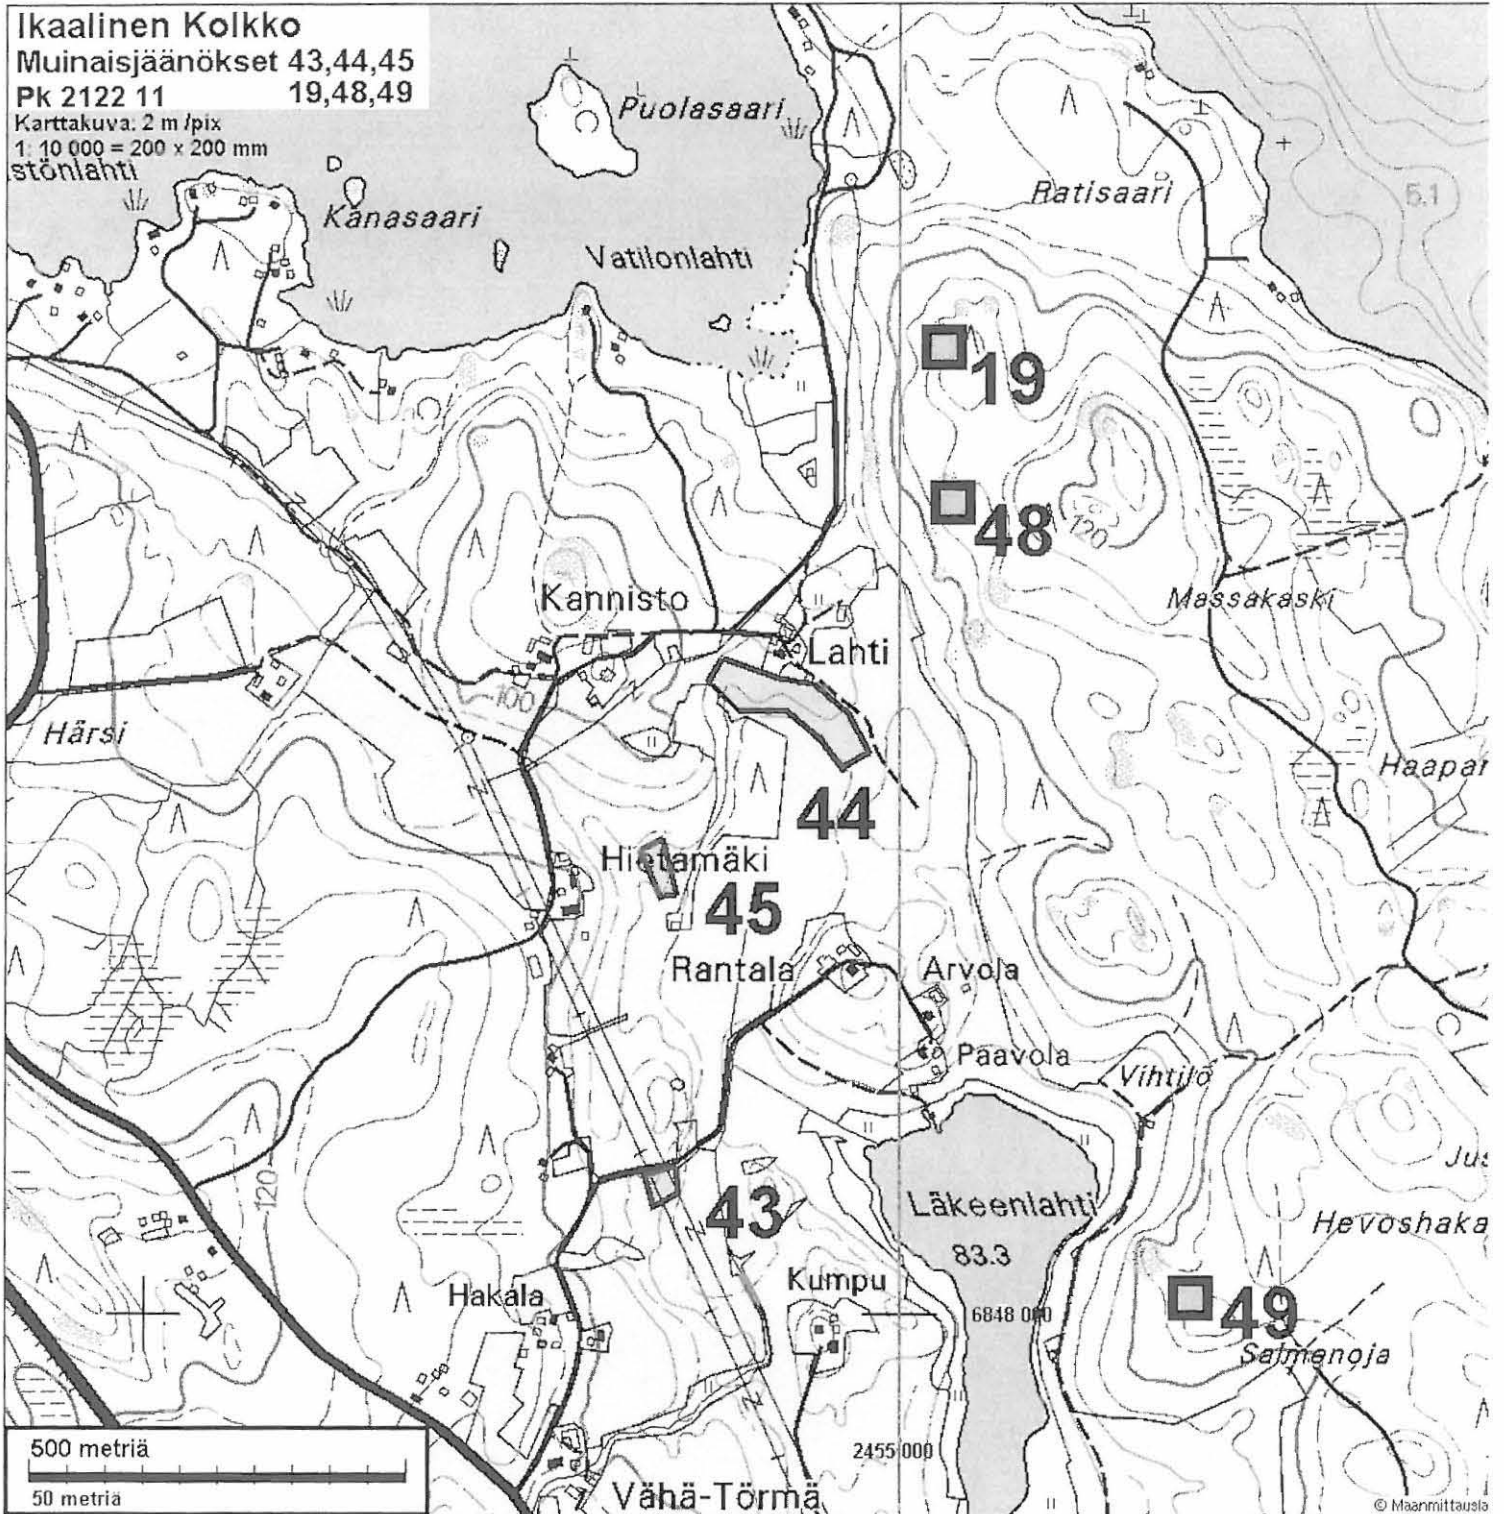 Ikaalinen Kolkko
Muinaisjäänökset 43,44,45
Pk 2122 11 19,48,49
Karttakuva: 2 m /pix
1: 10 000 = 200 x 200 mm
stönlahti
Puolasaari
Kanasaari
Ratisaari
5.1
Vatilonlahti
19
48
120
Kannisto
Massakaski
Lahti
100
Härsi
Haapar
44
Hietamäki
45
Rantala
Arvola
Paavola
Vihtilö
120
43
Läkeenlahti
83.3
Hevoshaka
Kumpu
Hakala
6848 000
49
Salmenoja
2455 000
500 metriä
50 metriä
Vähä-Törmä
© Maanmittausla